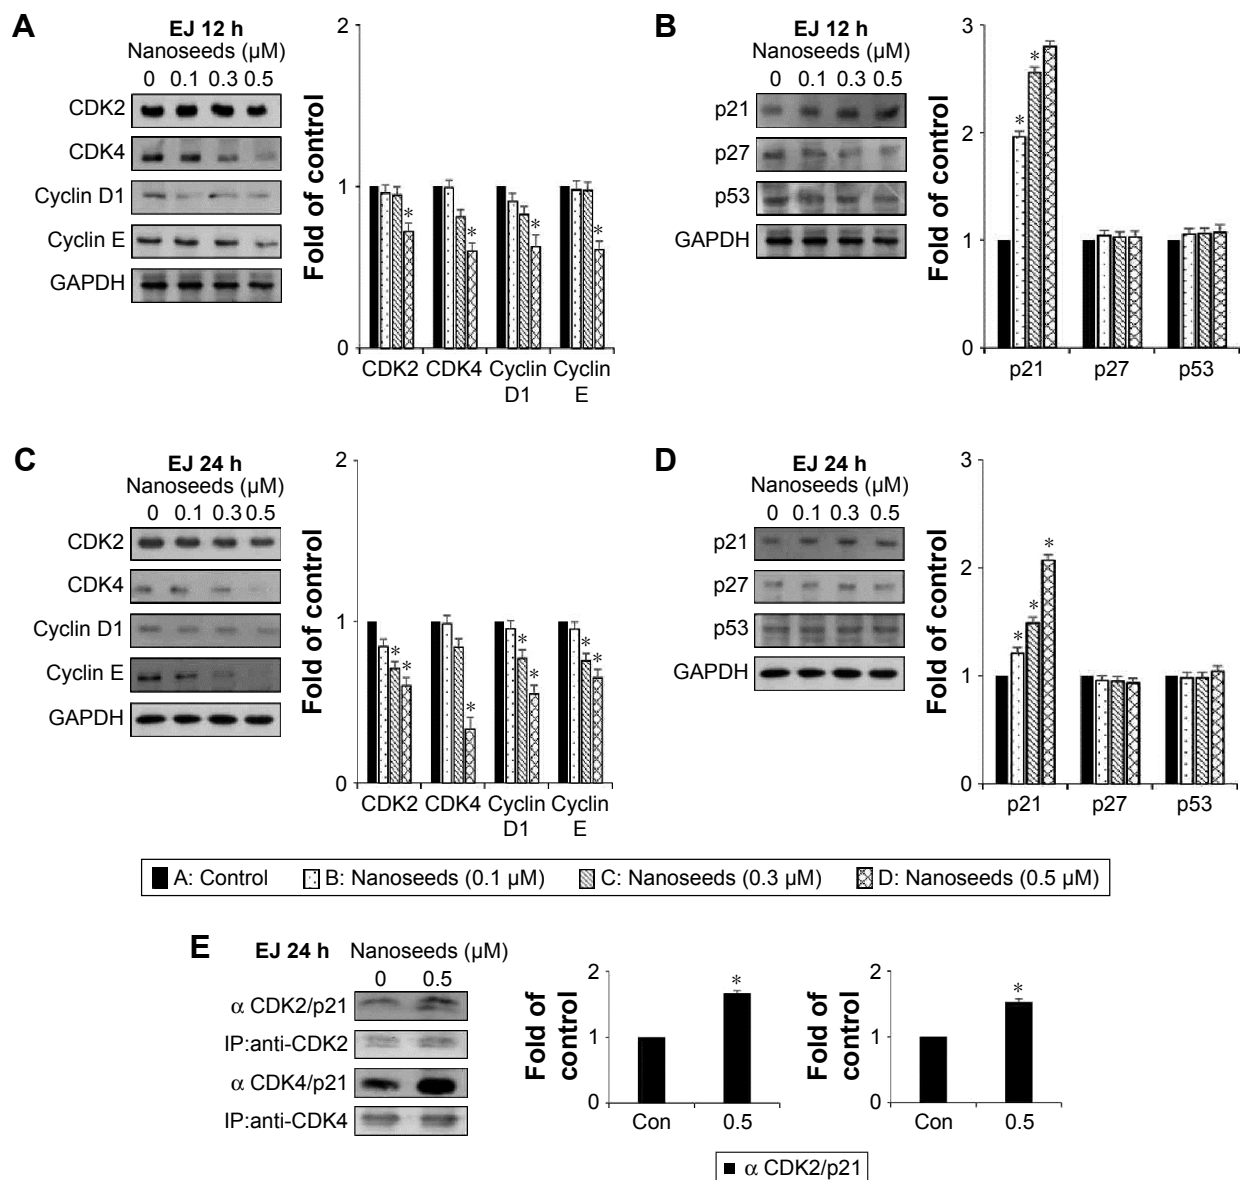 A
EJ 12 h
Nanoseeds (µM)
0 0.1 0.3 0.5
CDK2
CDK4
Cyclin D1
Cyclin E
GAPDH
Fold of control
2
1
0
* * * *
CDK2 CDK4 Cyclin D1 Cyclin E
B
EJ 12 h
Nanoseeds (µM)
0 0.1 0.3 0.5
p21
p27
p53
GAPDH
Fold of control
3
2
1
0
* *
p21 p27 p53
C
EJ 24 h
Nanoseeds (µM)
0 0.1 0.3 0.5
CDK2
CDK4
Cyclin D1
Cyclin E
GAPDH
Fold of control
2
1
0
* * * * * * *
CDK2 CDK4 Cyclin D1 Cyclin E
D
EJ 24 h
Nanoseeds (µM)
0 0.1 0.3 0.5
p21
p27
p53
GAPDH
Fold of control
3
2
1
0
* * *
p21 p27 p53
A: Control B: Nanoseeds (0.1 µM) C: Nanoseeds (0.3 µM) D: Nanoseeds (0.5 µM)
E
EJ 24 h Nanoseeds (µM)
0 0.5
α CDK2/p21
IP:anti-CDK2
α CDK4/p21
IP:anti-CDK4
Fold of
control
2
1
0
*
Con 0.5
Fold of
control
2
1
0
*
Con 0.5
α CDK2/p21